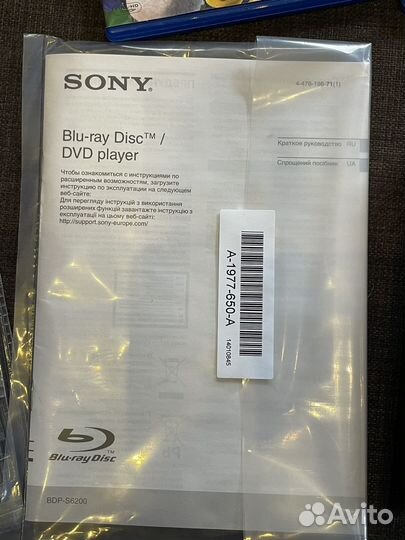 SONY
4-476-186-71(1)
Blu-ray Disc™ /
DVD player
Краткое руководство RU
Спрощений посібник UA
Чтобы ознакомиться с инструкциями по
расширенным возможностям, загрузите
инструкцию по эксплуатации на следующем
веб-сайте:
Для перегляду інструкцій з використання
розширених функцій завантажте інструкцію з
експлуатації на цьому веб-сайті:
http://support.sony-europe.com/
A-1977-650-A
14010845
Blu-ray Disc™
BDP-S6200
Avito